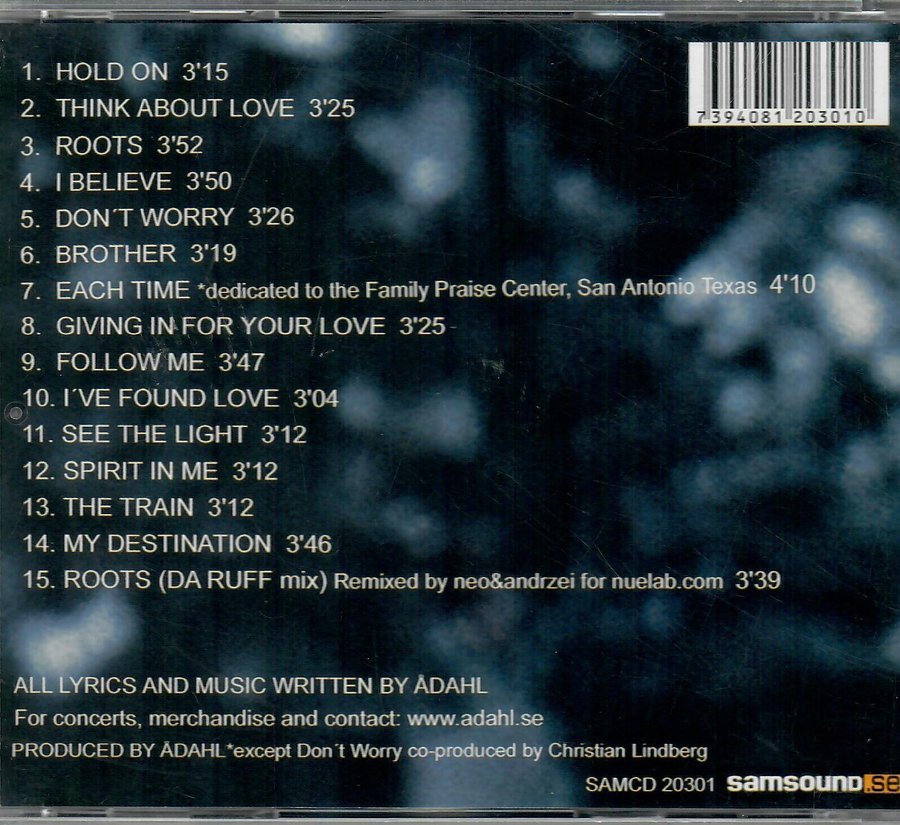 1. HOLD ON 3'15
2. THINK ABOUT LOVE 3'25
3. ROOTS 3'52
4. I BELIEVE 3'50
5. DON´T WORRY 3'26
6. BROTHER 3'19
7. EACH TIME *dedicated to the Family Praise Center, San Antonio Texas 4'10
8. GIVING IN FOR YOUR LOVE 3'25
9. FOLLOW ME 3'47
10. I´VE FOUND LOVE 3'04
11. SEE THE LIGHT 3'12
12. SPIRIT IN ME 3'12
13. THE TRAIN 3'12
14. MY DESTINATION 3'46
15. ROOTS (DA RUFF mix) Remixed by neo&andrzei for nuelab.com 3'39
7 394081 203010
ALL LYRICS AND MUSIC WRITTEN BY ÅDAHL
For concerts, merchandise and contact: www.adahl.se
PRODUCED BY ÅDAHL*except Don´t Worry co-produced by Christian Lindberg
SAMCD 20301 samsound.se